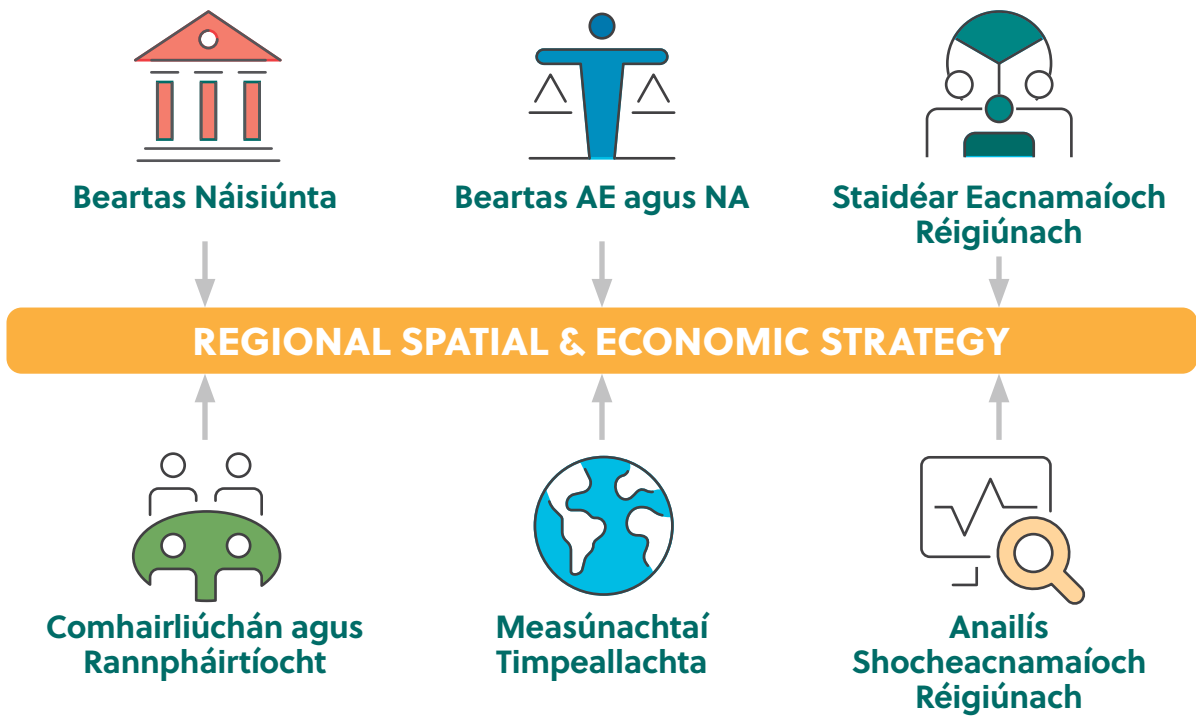 Beartas Náisiúnta
Beartas AE agus NA
Staidéar Eacnamaíoch
Réigiúnach
REGIONAL SPATIAL & ECONOMIC STRATEGY
Comhairliúchán agus
Rannpháirtíocht
Measúnachtaí
Timpeallachta
Anailís
Shocheacnamaíoch
Réigiúnach